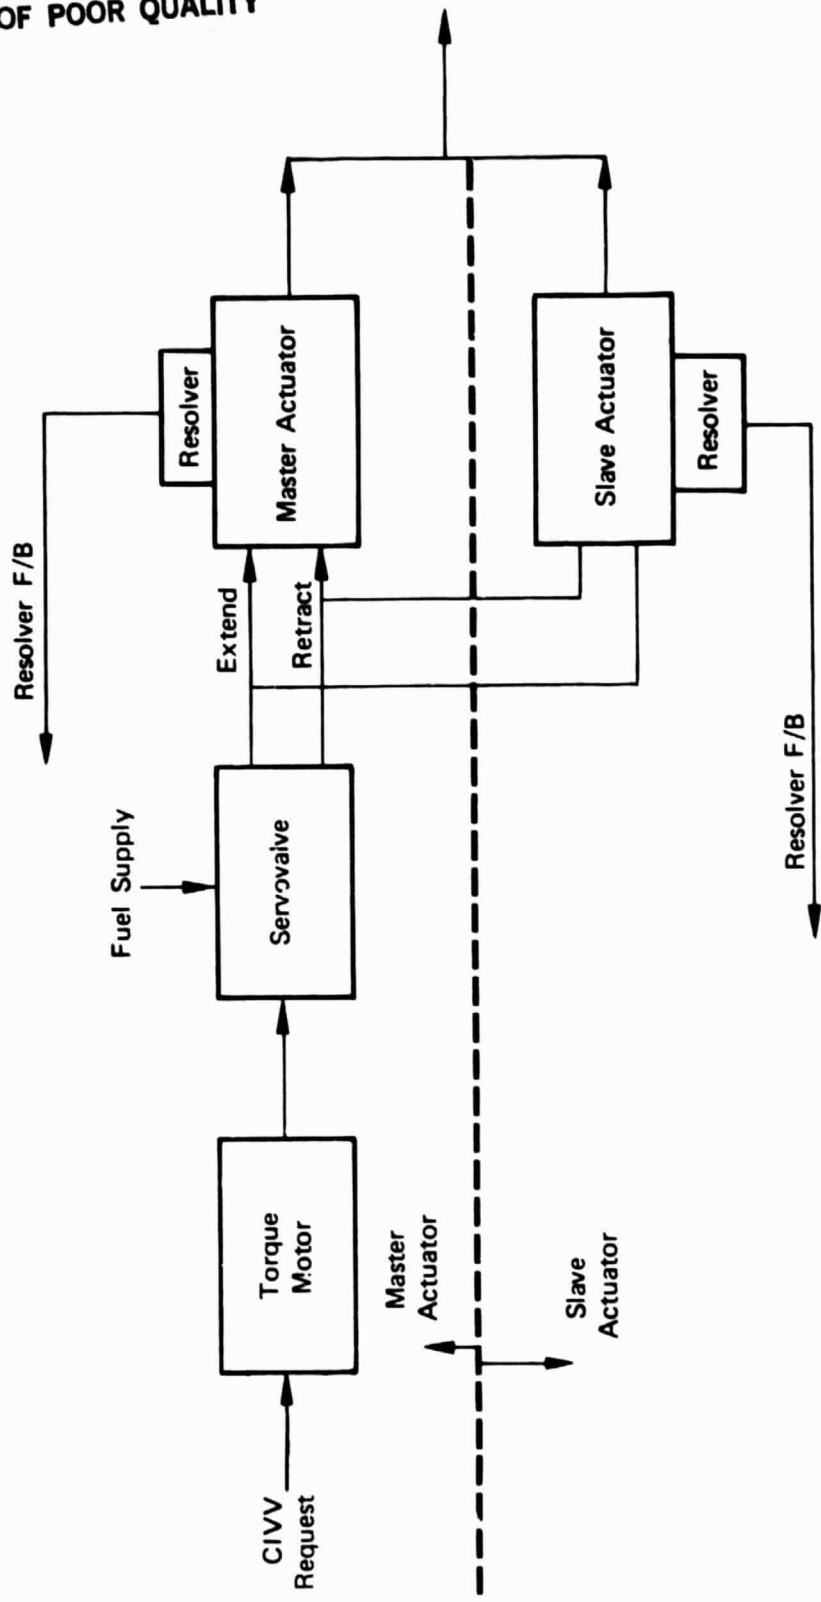 OF POOR QUALITY
Resolver F/B
Fuel Supply
Resolver
Extend
Retract
Master Actuator
CIVV
Request
Torque
Motor
Servovalve
Master
Actuator
Slave
Actuator
Slave Actuator
Resolver
Resolver F/B